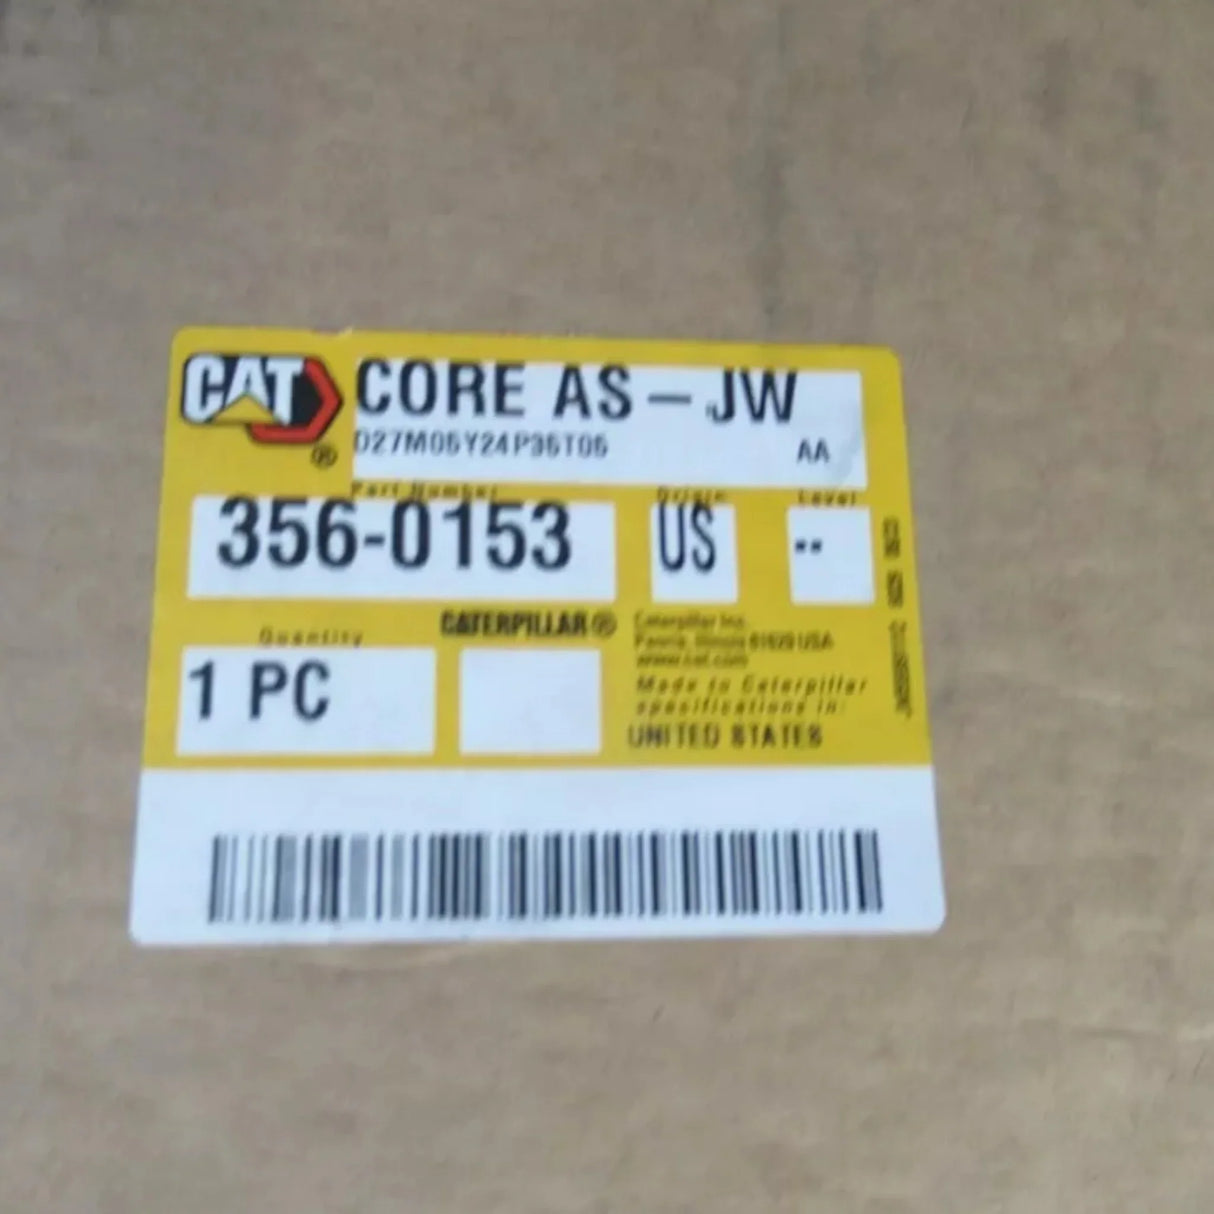 CAT
®
CORE AS – JW
D27M05Y24P35T05
AA
Part Number
Origin
Level
356-0153
US
--
Quantity
CATERPILLAR®
1 PC
Caterpillar Inc.
Peoria, Illinois 61629 USA
www.cat.com
Made to Caterpillar
specifications in:
UNITED STATES